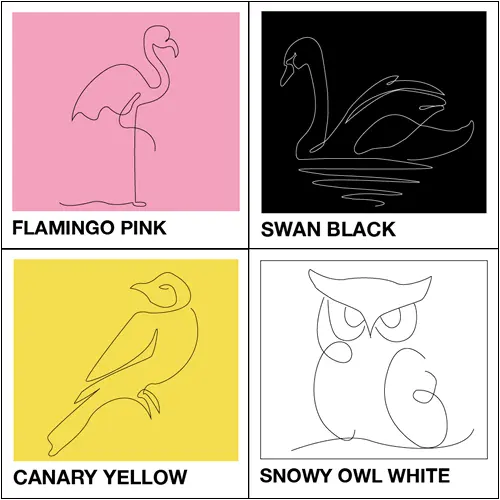 FLAMINGO PINK
SWAN BLACK
CANARY YELLOW
SNOWY OWL WHITE